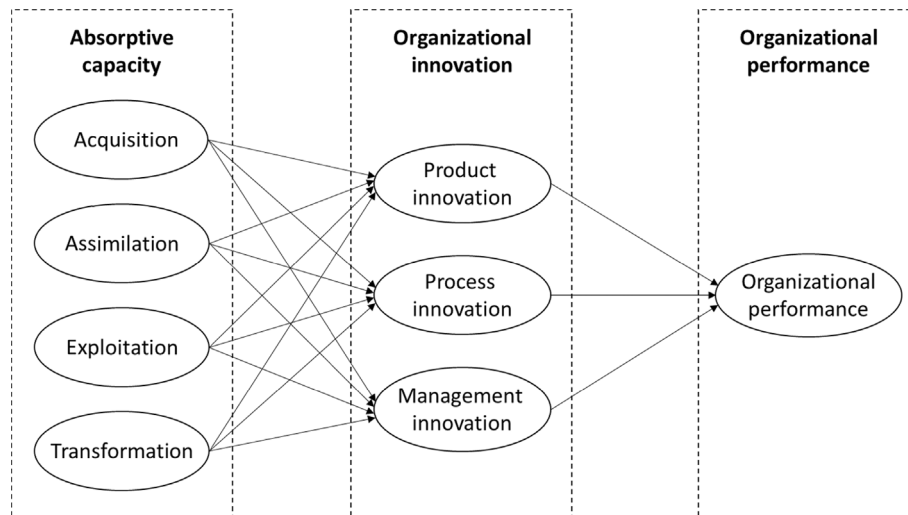 Absorptive
capacity
Acquisition
Assimilation
Exploitation
Transformation
Organizational
innovation
Product
innovation
Process
innovation
Management
innovation
Organizational
performance
Organizational
performance